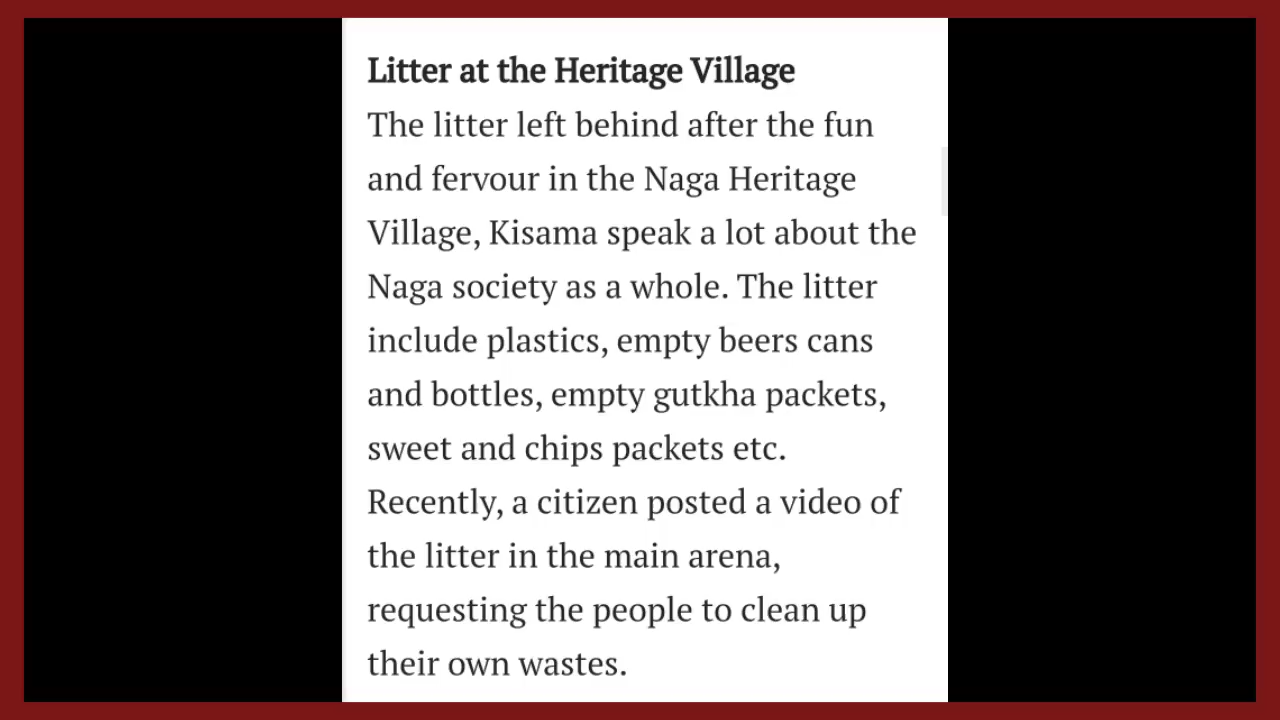 Litter at the Heritage Village
The litter left behind after the fun
and fervour in the Naga Heritage
Village, Kisama speak a lot about the
Naga society as a whole. The litter
include plastics, empty beers cans
and bottles, empty gutkha packets,
sweet and chips packets etc.
Recently, a citizen posted a video of
the litter in the main arena,
requesting the people to clean up
their own wastes.